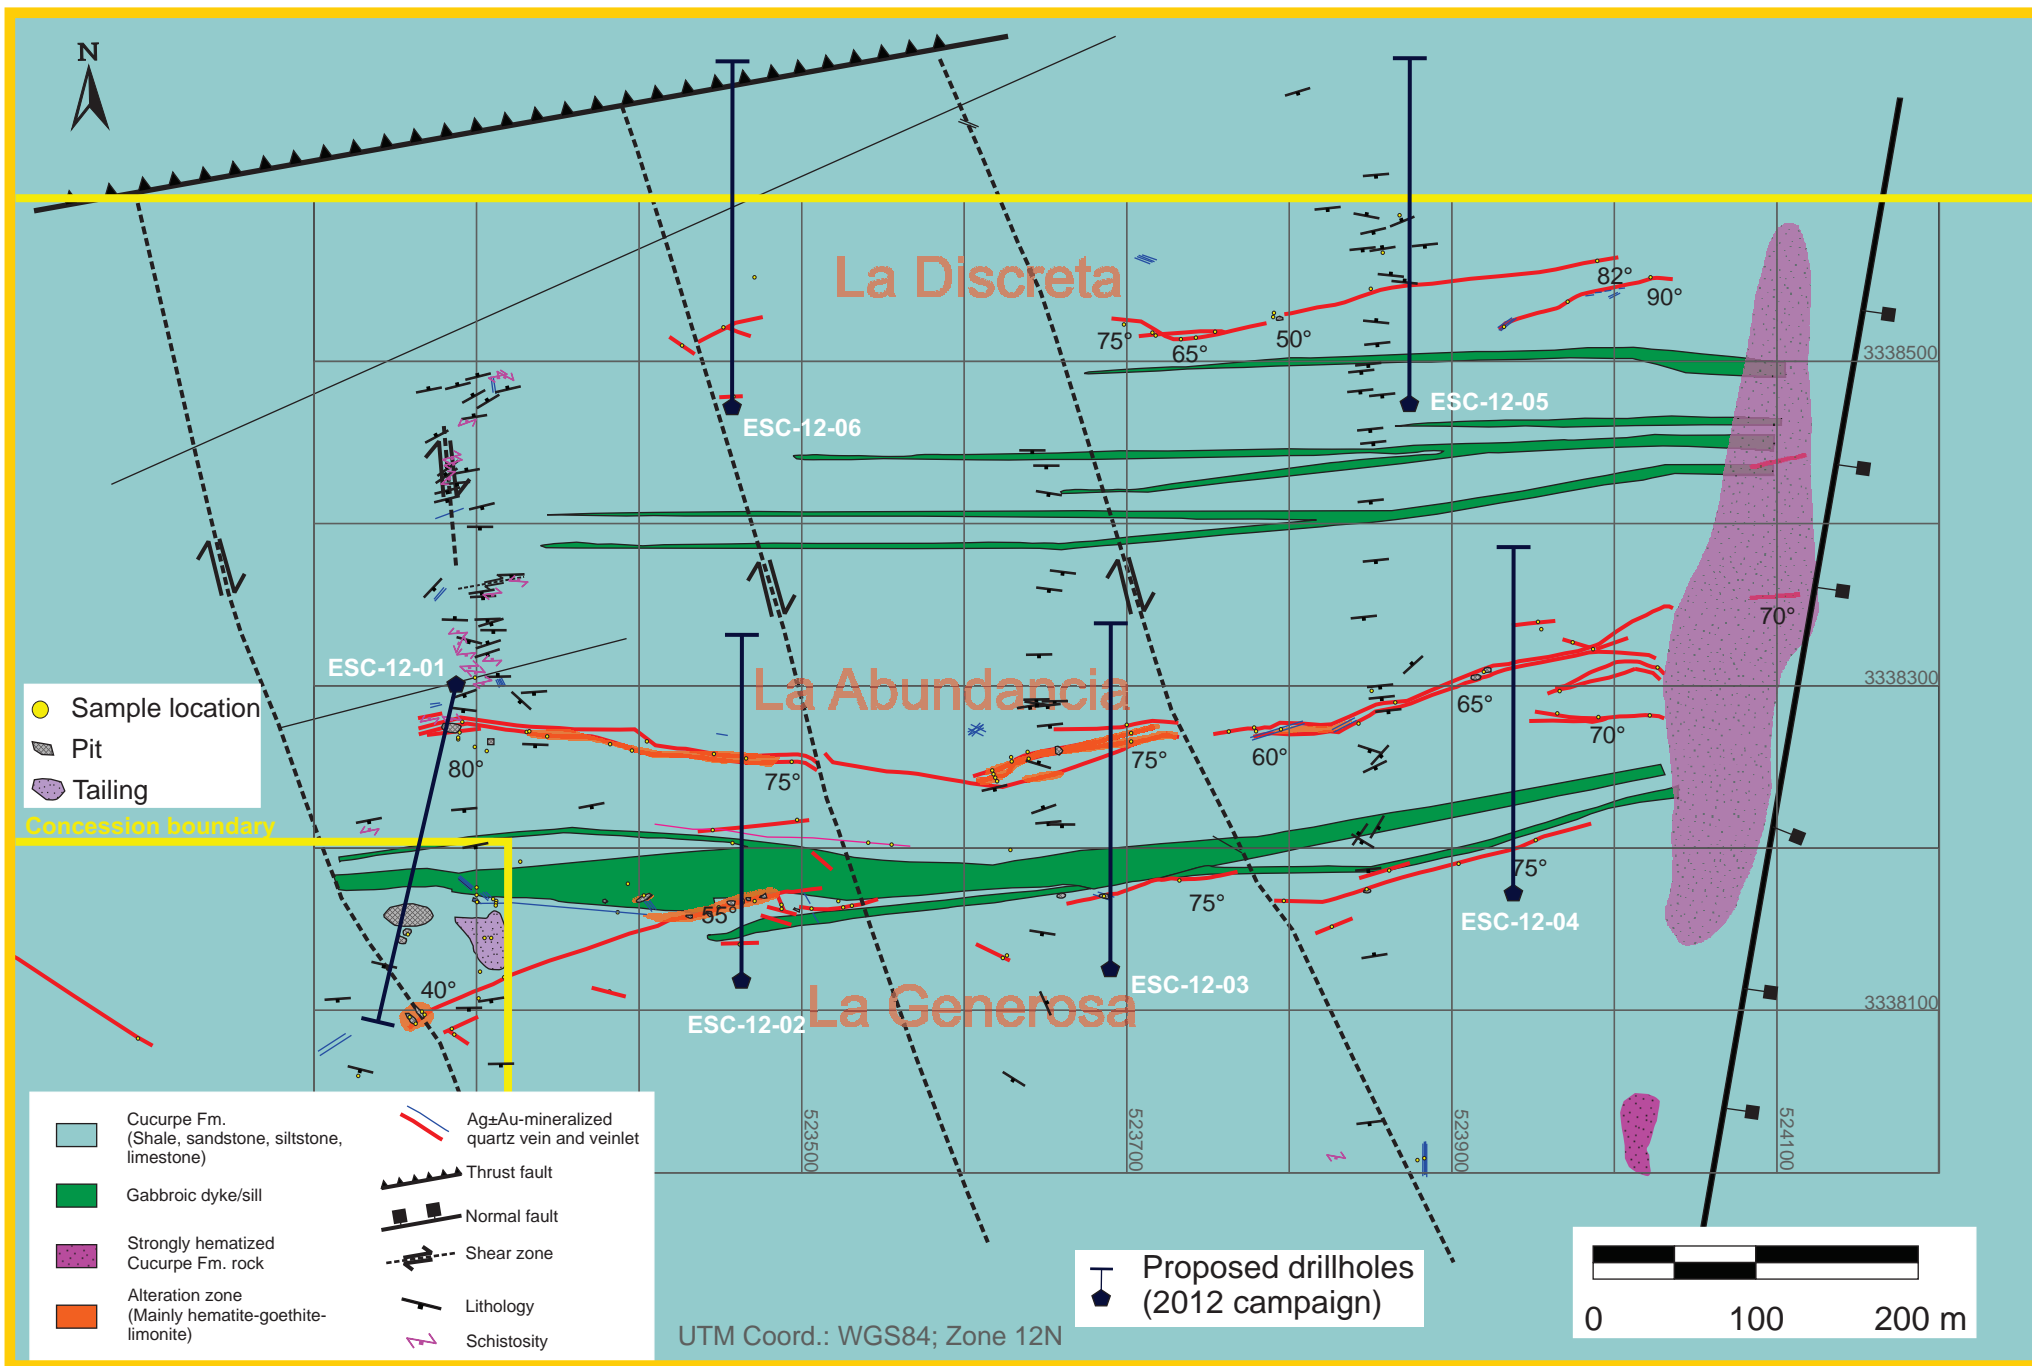 N
La Discreta
82°
90°
75°
65°
50°
3338500
ESC-12-05
ESC-12-06
70°
ESC-12-01
La Abundancia
3338300
65°
70°
60°
75°
75°
80°
Sample location
Pit
Tailing
Concession boundary
75°
75°
55°
ESC-12-04
40°
ESC-12-03
La Generosa
3338100
ESC-12-02
523500
523700
523900
524100
Cucurpe Fm.
(Shale, sandstone, siltstone,
limestone)
Gabbroic dyke/sill
Strongly hematized
Cucurpe Fm. rock
Alteration zone
(Mainly hematite-goethite-
limonite)
Ag±Au-mineralized
quartz vein and veinlet
Thrust fault
Normal fault
Shear zone
Lithology
Schistosity
Proposed drillholes
(2012 campaign)
UTM Coord.: WGS84; Zone 12N
0 100 200 m